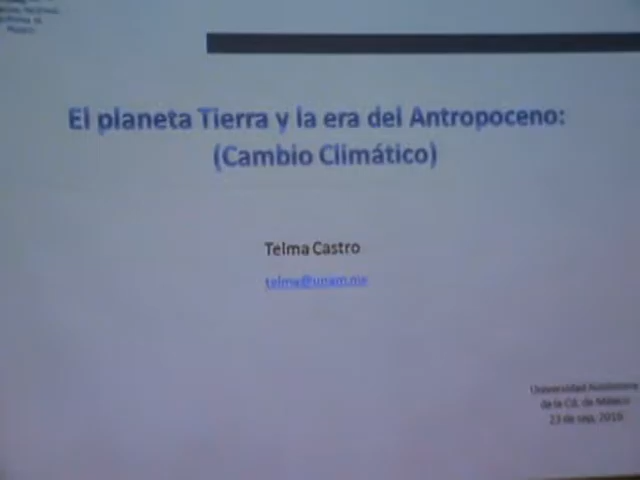 El planeta Tierra y la era del Antropoceno:
(Cambio Climático)
Telma Castro
telma@unam.mx
Universidad Autónoma
de la Cd. de México
23 de sep, 2019